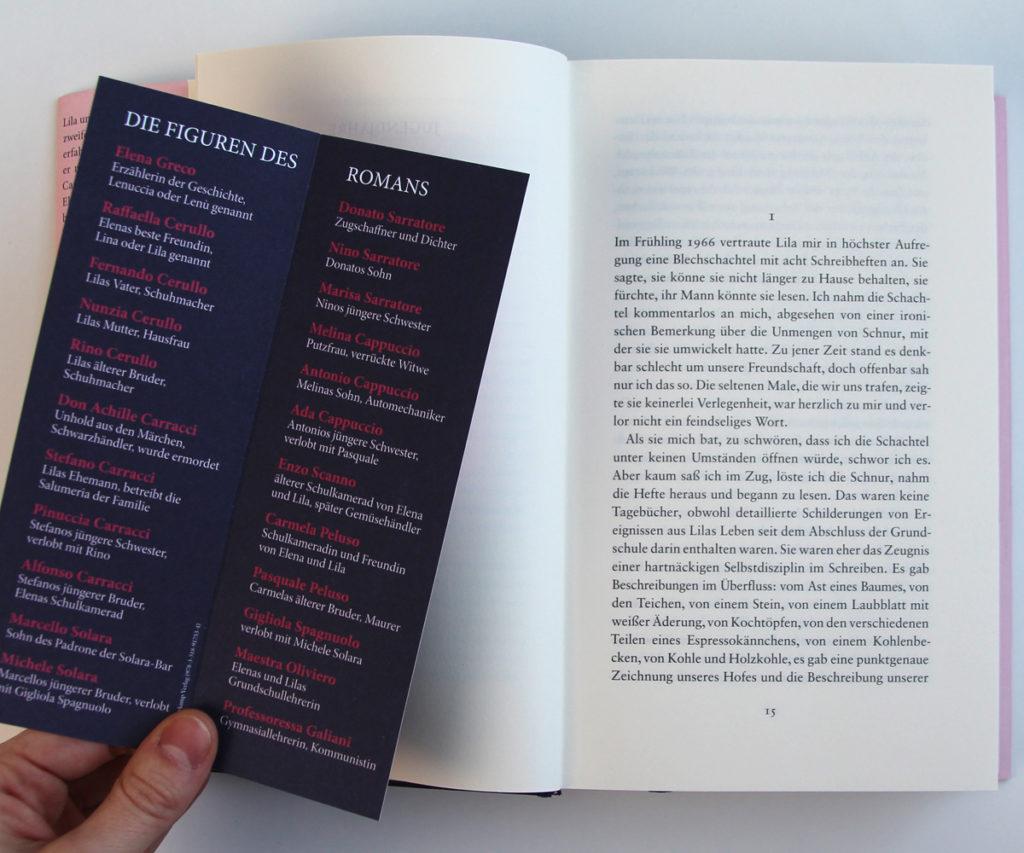 Lila un
zweif
erfah
er
Ca
El
DIE FIGUREN DES
Elena Greco
Erzählerin der Geschichte,
Lenuccia oder Lenù genannt
Raffaella Cerullo
Elenas beste Freundin,
Lina oder Lila genannt
Fernando Cerullo
Lilas Vater, Schuhmacher
Nunzia Cerullo
Lilas Mutter, Hausfrau
Rino Cerullo
Lilas älterer Bruder,
Schuhmacher
Don Achille Carracci
Unhold aus den Märchen,
Schwarzhändler, wurde ermordet
Stefano Carracci
Lilas Ehemann, betreibt die
Salumeria der Familie
Pinuccia Carracci
Stefanos jüngere Schwester,
verlobt mit Rino
Alfonso Carracci
Stefanos jüngerer Bruder,
Elenas Schulkamerad
Marcello Solara
Sohn des Padrone der Solara-Bar
Michele Solara
Marcellos jüngerer Bruder, verlobt
mit Gigliola Spagnuolo
ROMANS
Donato Sarratore
Zugschaffner und Dichter
Nino Sarratore
Donatos Sohn
Marisa Sarratore
Ninos jüngere Schwester
Melina Cappuccio
Putzfrau, verrückte Witwe
Antonio Cappuccio
Melinas Sohn, Automechaniker
Ada Cappuccio
Antonios jüngere Schwester,
verlobt mit Pasquale
Enzo Scanno
älterer Schulkamerad von Elena
und Lila, später Gemüsehändler
Carmela Peluso
Schulkameradin und Freundin
von Elena und Lila
Pasquale Peluso
Carmelas älterer Bruder, Maurer
Gigliola Spagnuolo
verlobt mit Michele Solara
Maestra Oliviero
Elenas und Lilas
Grundschullehrerin
Professoressa Galiani
Gymnasiallehrerin, Kommunistin
1
Im Frühling 1966 vertraute Lila mir in höchster Aufre-
gung eine Blechschachtel mit acht Schreibheften an. Sie
sagte, sie könne sie nicht länger zu Hause behalten, sie
fürchte, ihr Mann könnte sie lesen. Ich nahm die Schach-
tel kommentarlos an mich, abgesehen von einer ironi-
schen Bemerkung über die Unmengen von Schnur, mit
der sie sie umwickelt hatte. Zu jener Zeit stand es denk-
bar schlecht um unsere Freundschaft, doch offenbar sah
nur ich das so. Die seltenen Male, die wir uns trafen, zeig-
te sie keinerlei Verlegenheit, war herzlich zu mir und ver-
lor nicht ein feindseliges Wort.
Als sie mich bat, zu schwören, dass ich die Schachtel
unter keinen Umständen öffnen würde, schwor ich es.
Aber kaum saß ich im Zug, löste ich die Schnur, nahm
die Hefte heraus und begann zu lesen. Das waren keine
Tagebücher, obwohl detaillierte Schilderungen von Er-
eignissen aus Lilas Leben seit dem Abschluss der Grund-
schule darin enthalten waren. Sie waren eher das Zeugnis
einer hartnäckigen Selbstdisziplin im Schreiben. Es gab
Beschreibungen im Überfluss: vom Ast eines Baumes, von
den Teichen, von einem Stein, von einem Laubblatt mit
weißer Äderung, von Kochtöpfen, von den verschiedenen
Teilen eines Espressokännchens, von einem Kohlenbe-
cken, von Kohle und Holzkohle, es gab eine punktgenaue
Zeichnung unseres Hofes und die Beschreibung unserer
15